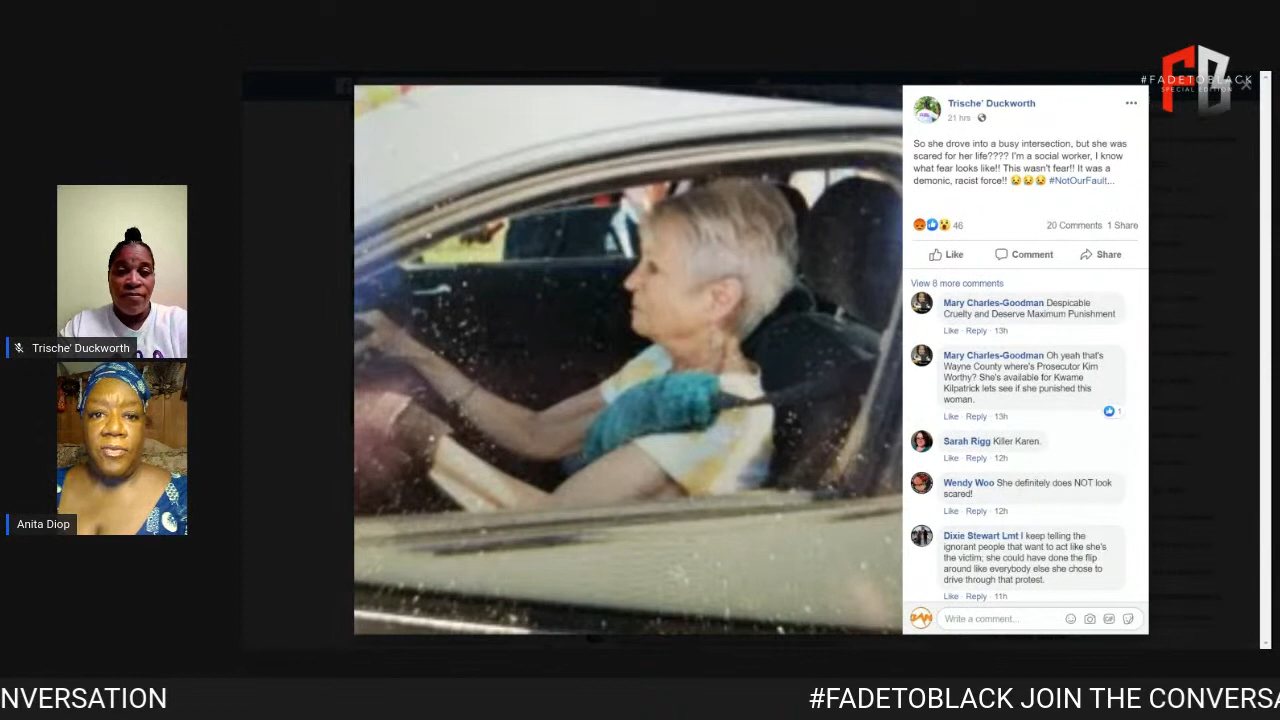 #FADETOBLACK
SPECIAL EDITION
Trische' Duckworth
21 hrs
So she drove into a busy intersection, but she was
scared for her life???? I'm a social worker, I know
what fear looks like!! This wasn't fear!! It was a
demonic, racist force!! 😥😥😥 #NotOurFault...
46
20 Comments 1 Share
Like
Comment
Share
View 8 more comments
Mary Charles-Goodman Despicable
Cruelty and Deserve Maximum Punishment
Like · Reply · 13h
Mary Charles-Goodman Oh yeah that's
Wayne County where's Prosecutor Kim
Worthy? She's available for Kwame
Kilpatrick lets see if she punished this
woman.
1
Like · Reply · 13h
Sarah Rigg Killer Karen.
Like · Reply · 12h
Wendy Woo She definitely does NOT look
scared!
Like · Reply · 12h
Dixie Stewart Lmt I keep telling the
ignorant people that want to act like she's
the victim; she could have done the flip
around like everybody else she chose to
drive through that protest.
Like · Reply · 11h
Write a comment...
GIF
Trische' Duckworth
Anita Diop
NVERSATION
#FADETOBLACK JOIN THE CONVERSA